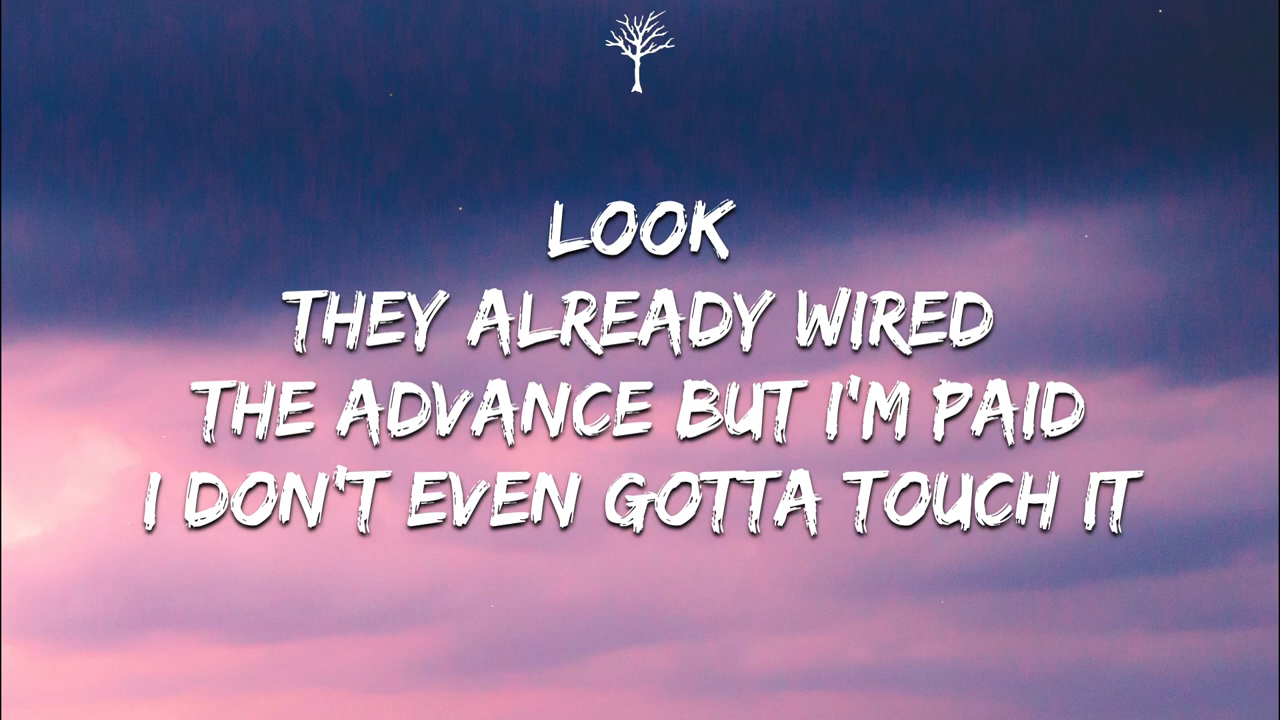 LOOK
THEY ALREADY WIRED
THE ADVANCE BUT I'M PAID
I DON'T EVEN GOTTA TOUCH IT